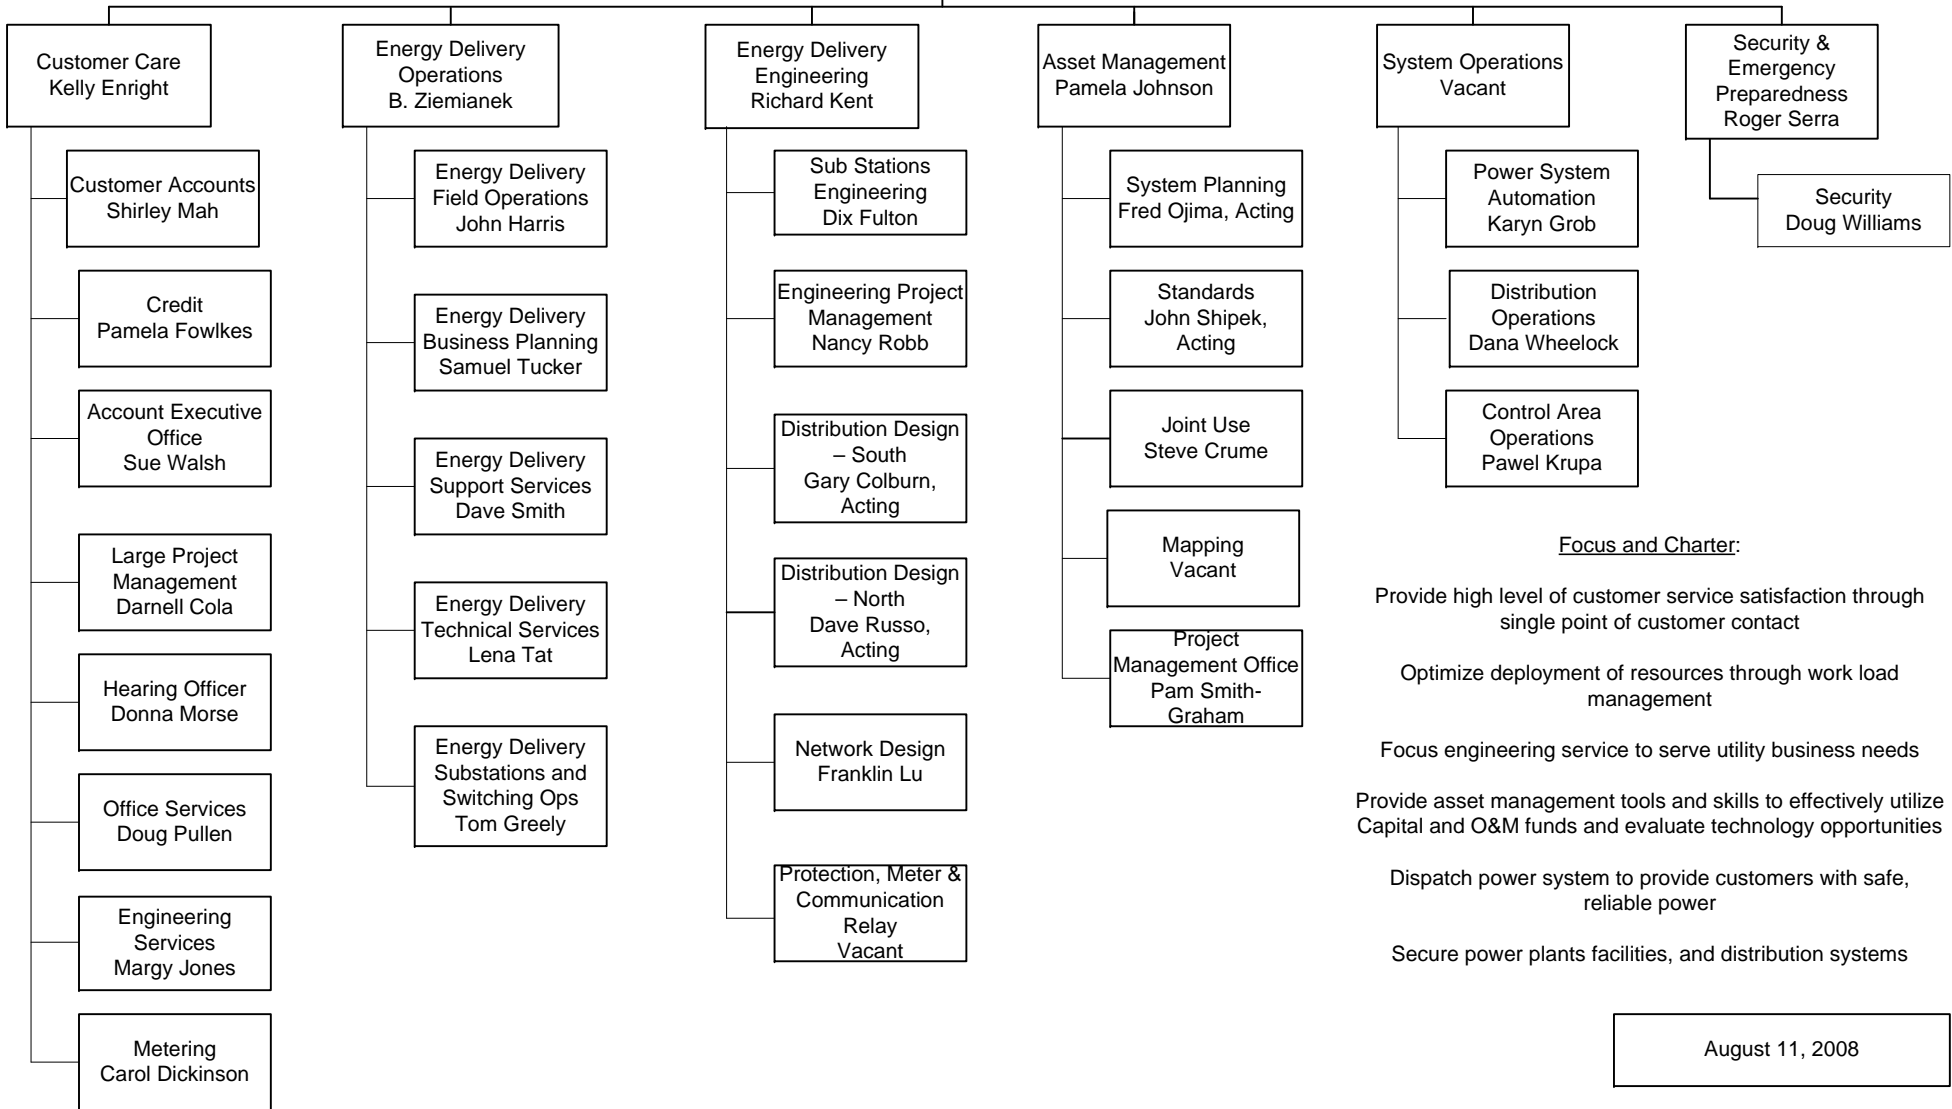 Customer Care
Kelly Enright
Customer Accounts
Shirley Mah
Credit
Pamela Fowlkes
Account Executive
Office
Sue Walsh
Large Project
Management
Darnell Cola
Hearing Officer
Donna Morse
Office Services
Doug Pullen
Engineering
Services
Margy Jones
Metering
Carol Dickinson
Energy Delivery
Operations
B. Ziemianek
Energy Delivery
Field Operations
John Harris
Energy Delivery
Business Planning
Samuel Tucker
Energy Delivery
Support Services
Dave Smith
Energy Delivery
Technical Services
Lena Tat
Energy Delivery
Substations and
Switching Ops
Tom Greely
Energy Delivery
Engineering
Richard Kent
Sub Stations
Engineering
Dix Fulton
Engineering Project
Management
Nancy Robb
Distribution Design
– South
Gary Colburn,
Acting
Distribution Design
– North
Dave Russo,
Acting
Network Design
Franklin Lu
Protection, Meter &
Communication
Relay
Vacant
Asset Management
Pamela Johnson
System Planning
Fred Ojima, Acting
Standards
John Shipek,
Acting
Joint Use
Steve Crume
Mapping
Vacant
Project
Management Office
Pam Smith-
Graham
System Operations
Vacant
Power System
Automation
Karyn Grob
Distribution
Operations
Dana Wheelock
Control Area
Operations
Pawel Krupa
Security &
Emergency
Preparedness
Roger Serra
Security
Doug Williams
Focus and Charter:
Provide high level of customer service satisfaction through
single point of customer contact
Optimize deployment of resources through work load
management
Focus engineering service to serve utility business needs
Provide asset management tools and skills to effectively utilize
Capital and O&M funds and evaluate technology opportunities
Dispatch power system to provide customers with safe,
reliable power
Secure power plants facilities, and distribution systems
August 11, 2008